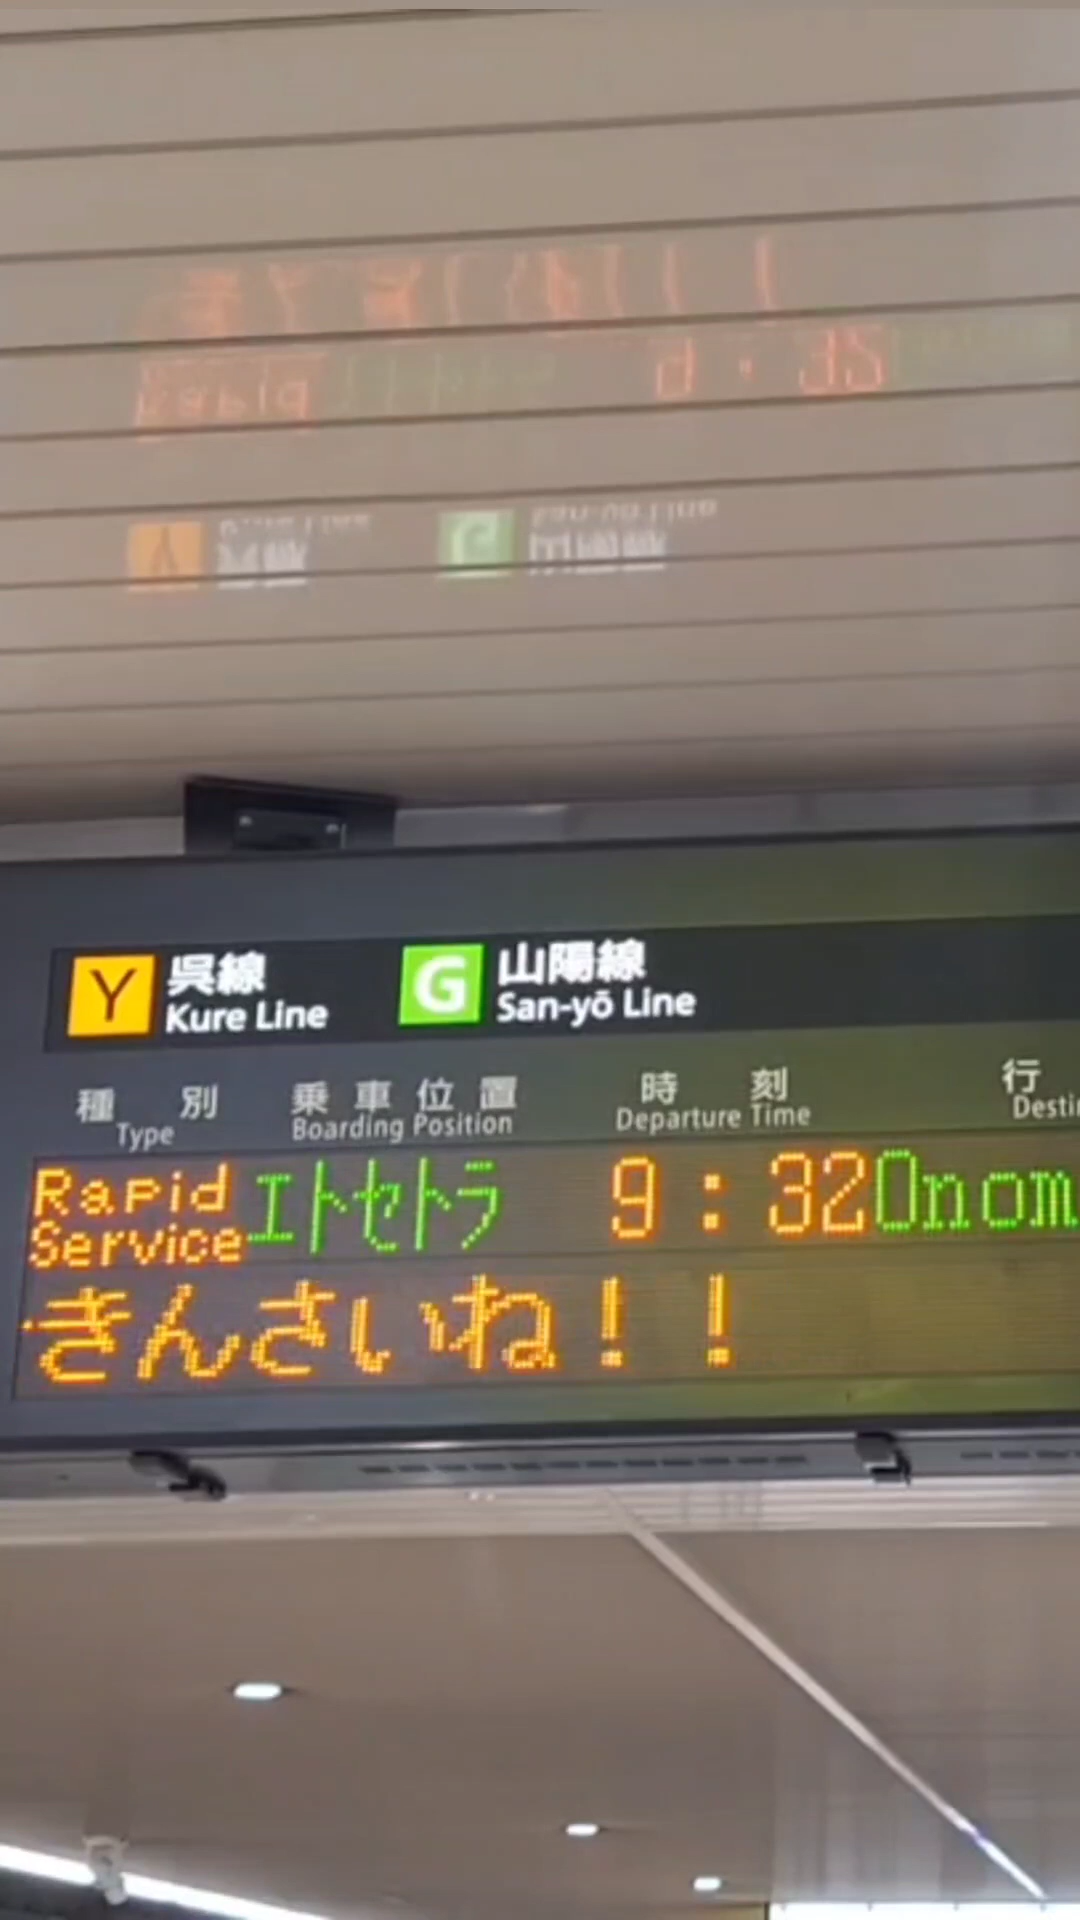 Y 呉線 Kure Line G 山陽線 San-yō Line
種別 Type 乗車位置 Boarding Position 時刻 Departure Time 行 Desti
Rapid Service エトセトラ 9:32 Onom
きんさいね!!